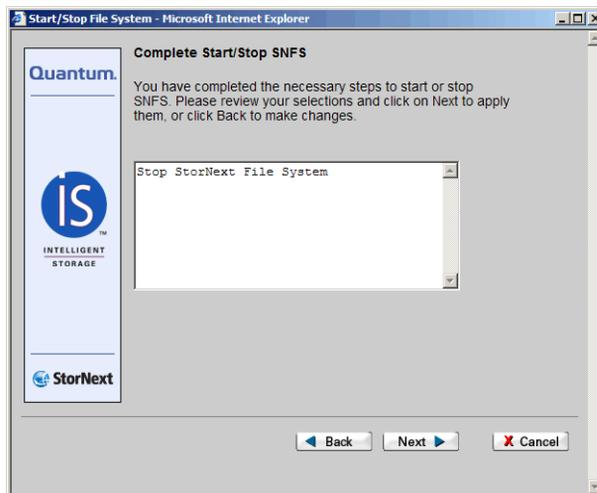 Start/Stop File System - Microsoft Internet Explorer
Quantum.
Complete Start/Stop SNFS
You have completed the necessary steps to start or stop
SNFS. Please review your selections and click on Next to apply
them, or click Back to make changes.
Stop StorNext File System
iS
TM
INTELLIGENT
STORAGE
StorNext
Back
Next
X Cancel